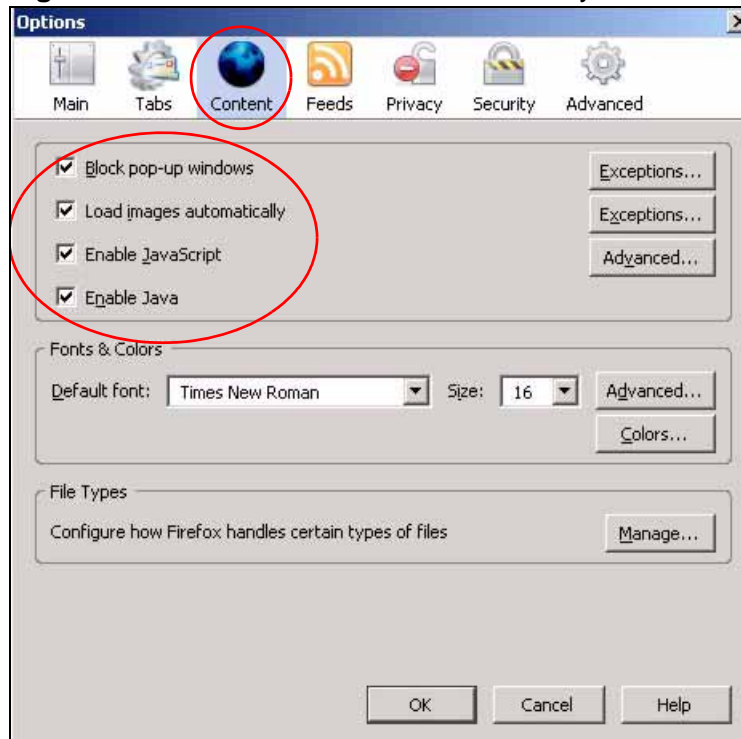 Options
Main Tabs Content Feeds Privacy Security Advanced
Block pop-up windows Exceptions...
Load images automatically Exceptions...
Enable JavaScript Advanced...
Enable Java
Fonts & Colors
Default font: Times New Roman Size: 16 Advanced...
Colors...
File Types
Configure how Firefox handles certain types of files Manage...
OK Cancel Help